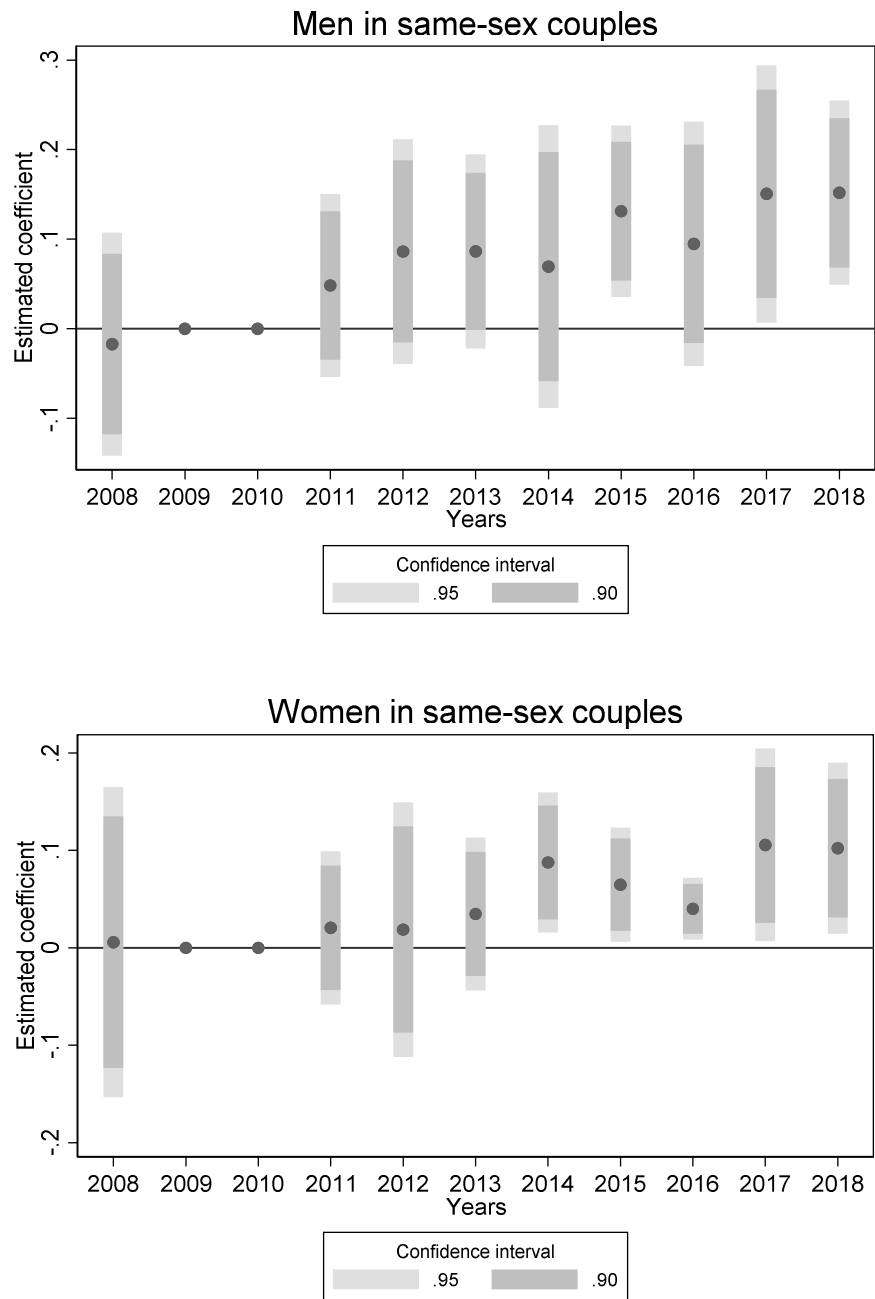 Men in same-sex couples
.3
.2
.1
0
-.1
Estimated coefficient
2008 2009 2010 2011 2012 2013 2014 2015 2016 2017 2018
Years
Confidence interval
.95 .90
Women in same-sex couples
.2
.1
0
-.1
-.2
Estimated coefficient
2008 2009 2010 2011 2012 2013 2014 2015 2016 2017 2018
Years
Confidence interval
.95 .90